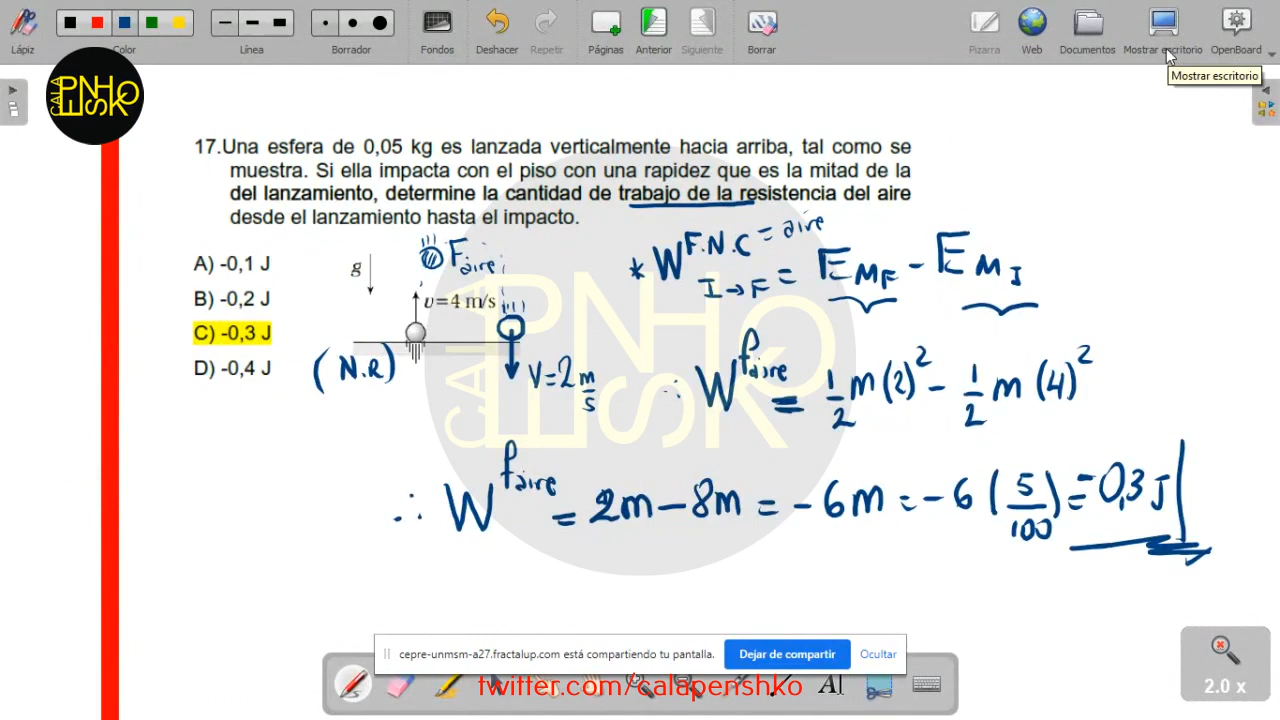 Lápiz
Color
Línea
Borrador
Fondos
Deshacer
Repetir
Páginas
Anterior
Siguiente
Borrar
Pizarra
Web
Documentos
Mostrar escritorio
OpenBoard
Mostrar escritorio
CALA
PENHSKO
17.Una esfera de 0,05 kg es lanzada verticalmente hacia arriba, tal como se
muestra. Si ella impacta con el piso con una rapidez que es la mitad de la
del lanzamiento, determine la cantidad de trabajo de la resistencia del aire
desde el lanzamiento hasta el impacto.
A) -0,1 J
B) -0,2 J
C) -0,3 J
D) -0,4 J
g
F aire
υ=4 m/s
(N.R)
V=2 m/s
* W F.N.C = aire I→F = EMF - EMI
∴ W faire = 1/2 m(2)² - 1/2 m(4)²
∴ W faire = 2m - 8m = -6m = -6(5/100) = -0,3 J
cepre-unmsm-a27.fractalup.com está compartiendo tu pantalla.
Dejar de compartir
Ocultar
twitter.com/calapenshko
2.0 x